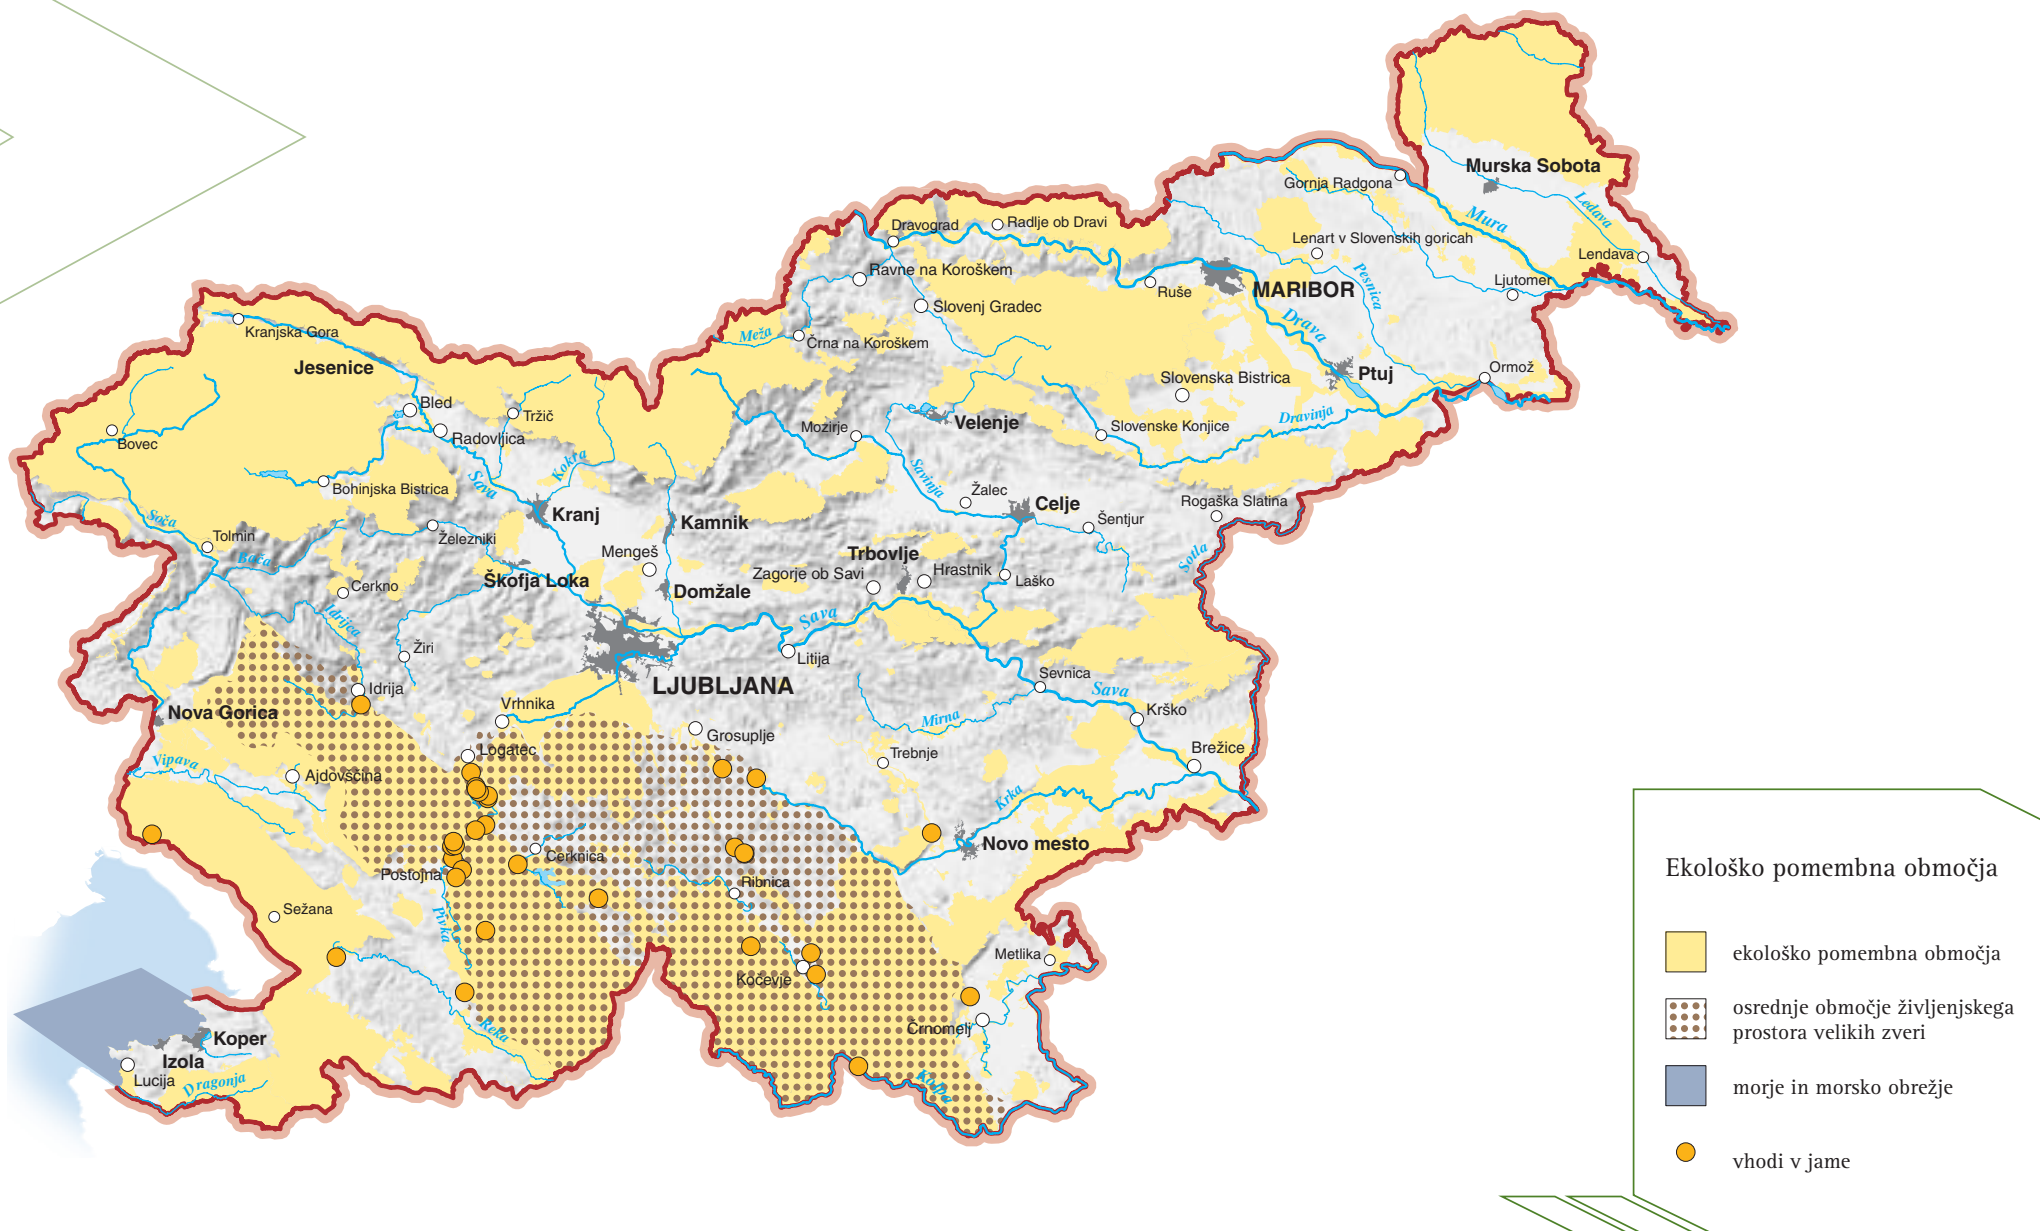 Murska Sobota
Gornja Radgona
Mura
Ledava
Dravograd
Radlje ob Dravi
Lenart v Slovenskih goricah
Lendava
Ravne na Koroškem
Pesnica
Ljutomer
Ruše
MARIBOR
Slovenj Gradec
Drava
Kranjska Gora
Meža
Črna na Koroškem
Jesenice
Ptuj
Ormož
Slovenska Bistrica
Bled
Tržič
Dravinja
Velenje
Mozirje
Slovenske Konjice
Bovec
Radovljica
Kokra
Sava
Savinja
Bohinjska Bistrica
Žalec
Celje
Rogaška Slatina
Soča
Kranj
Kamnik
Šentjur
Tolmin
Železniki
Mengeš
Trbovlje
Sotla
Bača
Škofja Loka
Zagorje ob Savi
Hrastnik
Laško
Cerkno
Domžale
Idrijca
Sava
Žiri
Litija
Sevnica
Idrija
LJUBLJANA
Sava
Vrhnika
Nova Gorica
Mirna
Krško
Grosuplje
Logatec
Trebnje
Brežice
Vipava
Ajdovščina
Krka
Novo mesto
Cerknica
Postojna
Ribnica
Sežana
Pivka
Metlika
Kočevje
Reka
Črnomelj
Koper
Izola
Lucija
Dragonja
Kolpa
Ekološko pomembna območja
ekološko pomembna območja
osrednje območje življenjskega
prostora velikih zveri
morje in morsko obrežje
vhodi v jame